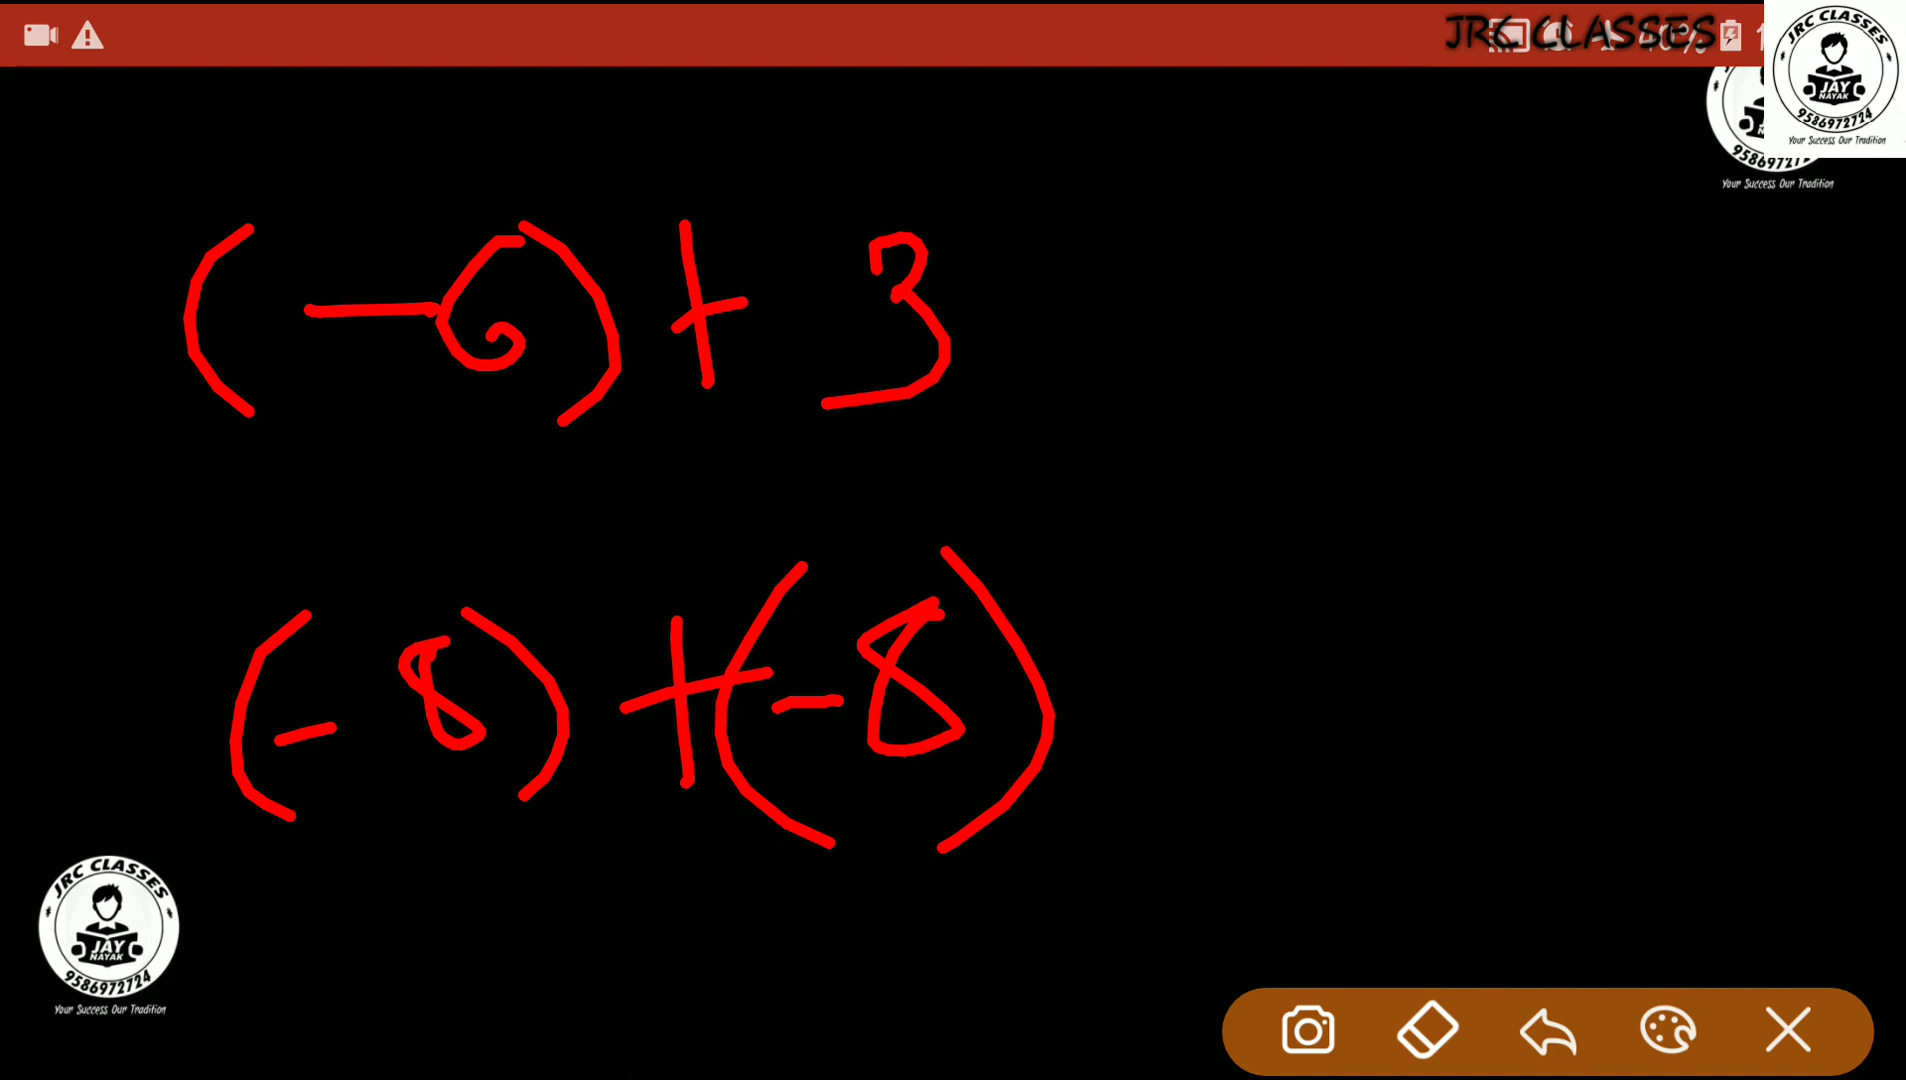 JRC CLASSES
40%
JRC CLASSES
JAY
NAYAK
9586972724
Your Success Our Tradition
Your Success Our Tradition
(-6) + 3
(-8) + (-8)
JRC CLASSES
JAY
NAYAK
9586972724
Your Success Our Tradition